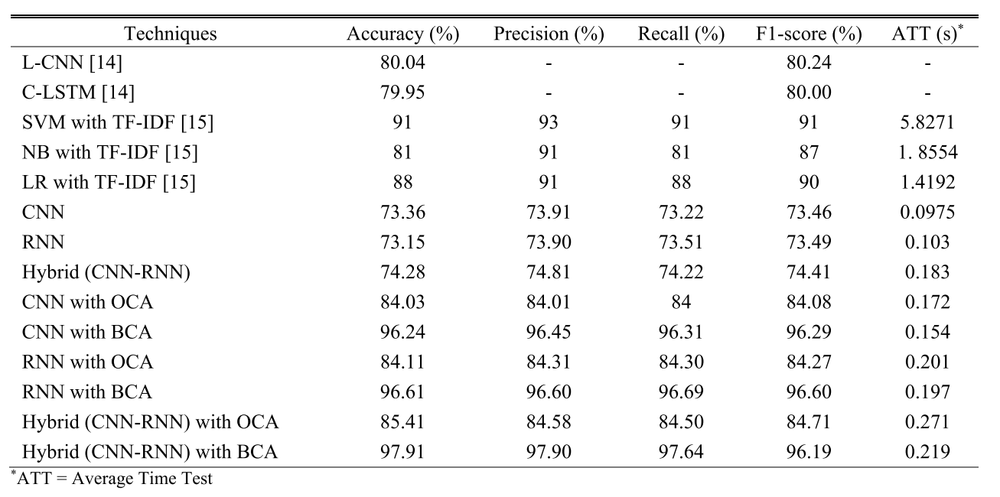 Techniques Accuracy (%) Precision (%) Recall (%) F1-score (%) ATT (s)*
L-CNN [14] 80.04 - - 80.24 -
C-LSTM [14] 79.95 - - 80.00 -
SVM with TF-IDF [15] 91 93 91 91 5.8271
NB with TF-IDF [15] 81 91 81 87 1. 8554
LR with TF-IDF [15] 88 91 88 90 1.4192
CNN 73.36 73.91 73.22 73.46 0.0975
RNN 73.15 73.90 73.51 73.49 0.103
Hybrid (CNN-RNN) 74.28 74.81 74.22 74.41 0.183
CNN with OCA 84.03 84.01 84 84.08 0.172
CNN with BCA 96.24 96.45 96.31 96.29 0.154
RNN with OCA 84.11 84.31 84.30 84.27 0.201
RNN with BCA 96.61 96.60 96.69 96.60 0.197
Hybrid (CNN-RNN) with OCA 85.41 84.58 84.50 84.71 0.271
Hybrid (CNN-RNN) with BCA 97.91 97.90 97.64 96.19 0.219
*ATT = Average Time Test